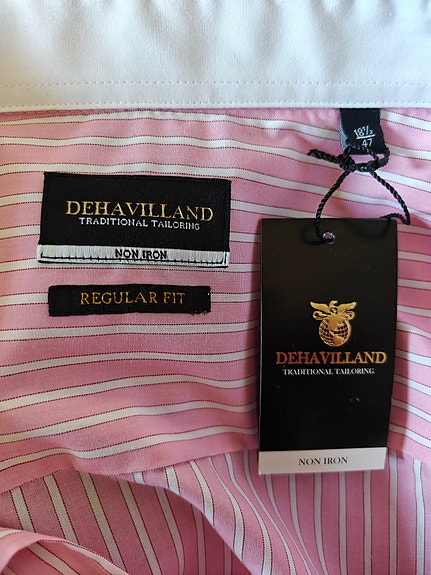 18½
47
DEHAVILLAND
TRADITIONAL TAILORING
NON IRON
REGULAR FIT
DEHAVILLAND
TRADITIONAL TAILORING
NON IRON